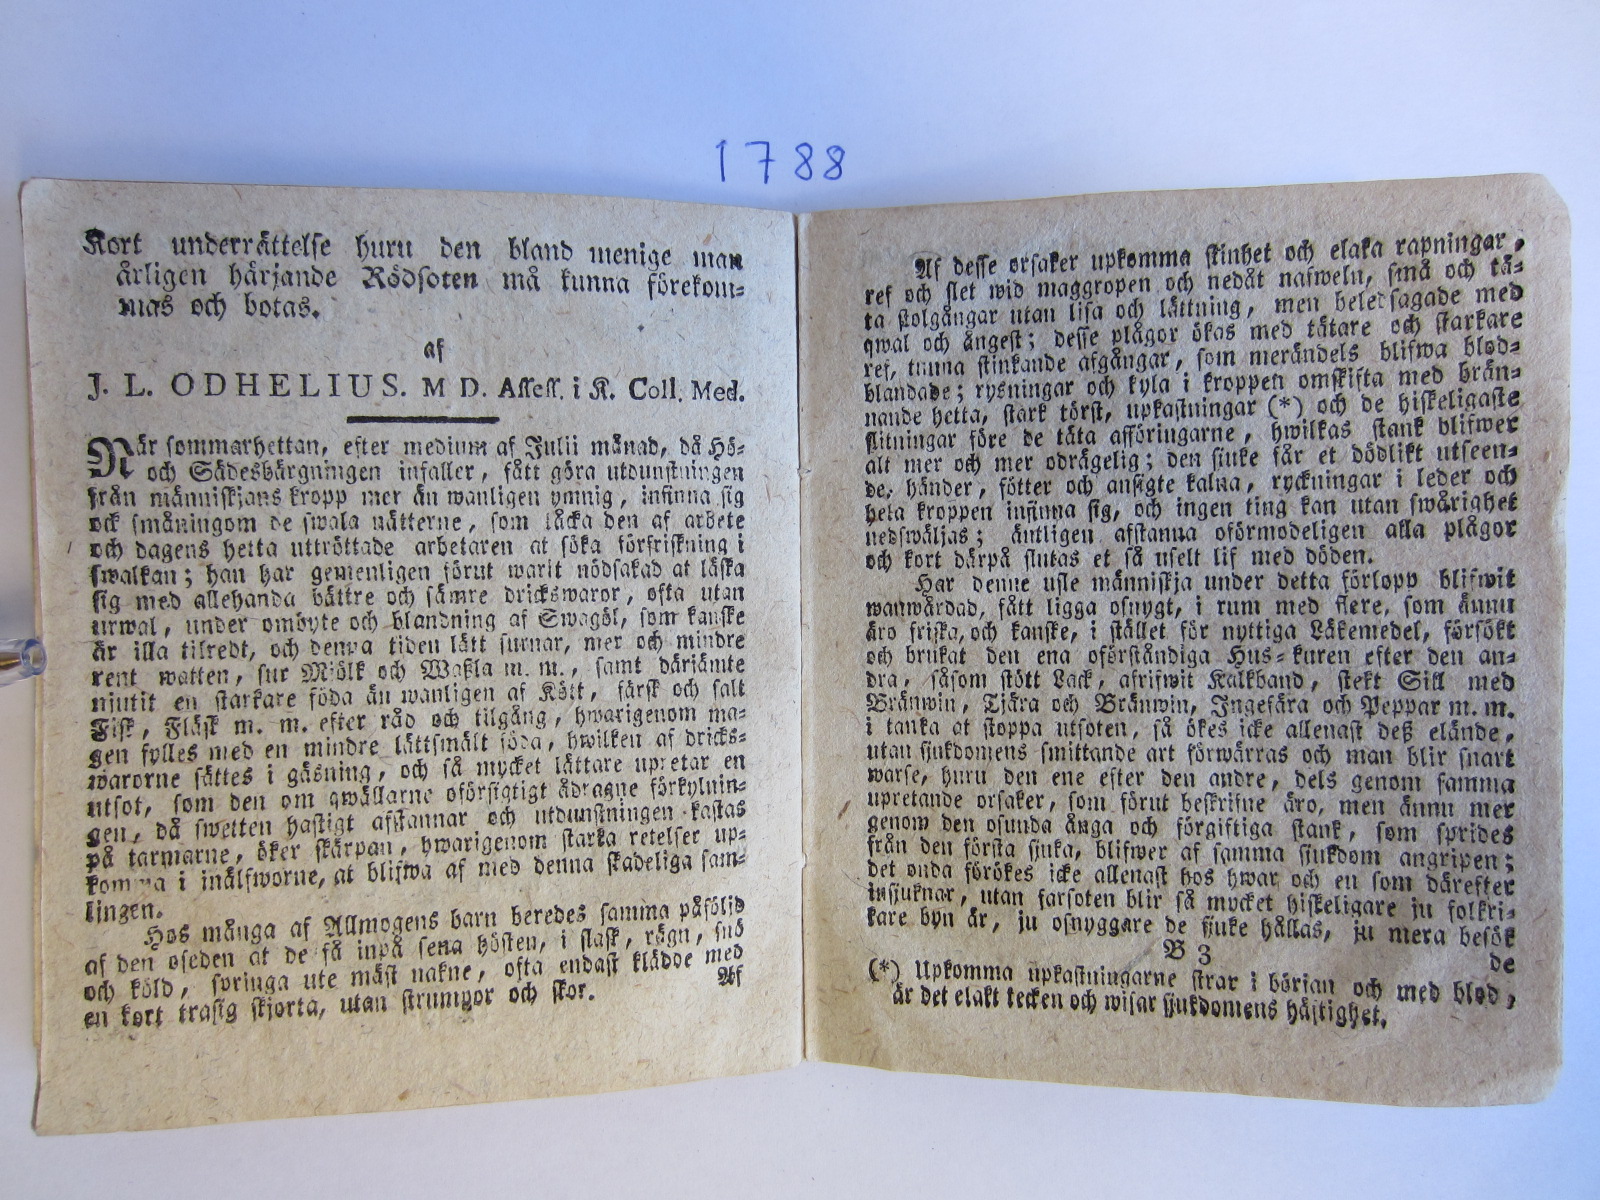 1788
Kort underrättelse huru den bland menige man
årligen härjande Rödsoten må kunna förekom=
mas och botas.
af
J. L. ODHELIUS. M D. Assess. i K. Coll. Med.
När sommarhettan, efter medium af Julii månad, då Hö=
och Sädesbärgningen infaller, fått göra utdunstningen
från människjans kropp mer än wanligen ymnig, infinna sig
ock småningom de swala nätterne, som låcka den af arbete
och dagens hetta uttröttade arbetaren at söka förfriskning i
swalkan; han har gemenligen förut warit nödsakad at läska
sig med allehanda bättre och sämre drickswaror, ofta utan
urwal, under ombyte och blandning af Swagöl, som kanske
är illa tilredt, och denna tiden lätt surnar, mer och mindre
rent watten, sur Mjölk och Waßla m. m., samt därjämte
njutit en starkare föda än wanligen af Kött, färsk och salt
Fisk, Fläsk m. m. efter råd och tilgång, hwarigenom ma=
gen fylles med en mindre lättsmält föda, hwilken af dricks=
warorne sättes i gäsning, och så mycket lättare upretar en
utsot, som den om qwällarne oförsigtigt ådragne förkylnin=
gen, då swetten hastigt afstannar och utdunstningen kastas
på tarmarne, öker skärpan, hwarigenom starka retelser up=
komma i inälfworne, at blifwa af med denna skadeliga sam=
lingen.
Hos många af Allmogens barn beredes samma påföljd
af den oseden at de få inpå sena hösten, i slask, rägn, snö
och köld, springa ute mäst nakne, ofta endast klädde med
en kort trasig skjorta, utan strumpor och skor.
Af
Af desse orsaker upkomma stinhet och elaka rapningar,
ref och slet wid maggropen och nedåt nafweln, små och tä=
ta stolgångar utan lisa och lättning, men beledsagade med
qwal och ångest; desse plågor ökas med tätare och starkare
ref, tunna stinkande afgångar, som merändels blifwa blod=
blandade; rysningar och kyla i kroppen omskifta med brän=
nande hetta, stark törst, upkastningar (*) och de hiskeligaste
slitningar före de täta afföringarne, hwilkas stank blifwer
alt mer och mer odrägelig; den sjuke får et dödlikt utseen=
de, händer, fötter och ansigte kalna, ryckningar i leder och
hela kroppen infinna sig, och ingen ting kan utan swårighet
nedswäljas; äntligen afstanna oförmodeligen alla plågor
och kort därpå slutas et så uselt lif med döden.
Har denne usle människja under detta förlopp blifwit
wanwårdad, fått ligga osnygt, i rum med flere, som ännu
äro friska, och kanske, i stället för nyttiga Läkemedel, försökt
och brukat den ena oförståndiga Hus=kuren efter den an=
dra, såsom stött Lack, afrifwit Kalkband, stekt Sill med
Bränwin, Tjära och Bränwin, Ingefära och Peppar m. m.
i tanka at stoppa utsoten, så ökes icke allenast deß elände,
utan sjukdomens smittande art förwärras och man blir snart
warse, huru den ene efter den andre, dels genom samma
upretande orsaker, som förut beskrifne äro, men ännu mer
genom den osunda ånga och förgiftiga stank, som sprides
från den första sjuka, blifwer af samma sjukdom angripen;
det onda förökes icke allenast hos hwar och en som därefter
insjuknar, utan farsoten blir så mycket hiskeligare ju folkri=
kare byn är, ju osnyggare de sjuke hållas, ju mera besök
B 3
de
(*) Upkomma upkastningarne strax i början och med blod,
är det elakt tecken och wisar sjukdomens häftighet.